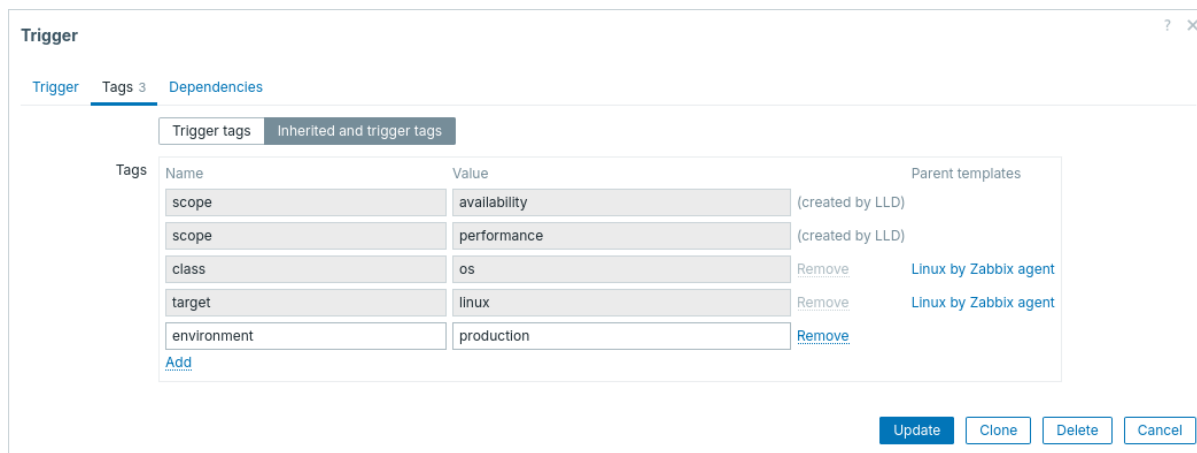 Trigger ? ×
Trigger Tags 3 Dependencies
Trigger tags Inherited and trigger tags
Tags Name Value Parent templates
scope availability (created by LLD)
scope performance (created by LLD)
class os Remove Linux by Zabbix agent
target linux Remove Linux by Zabbix agent
environment production Remove
Add
Update Clone Delete Cancel